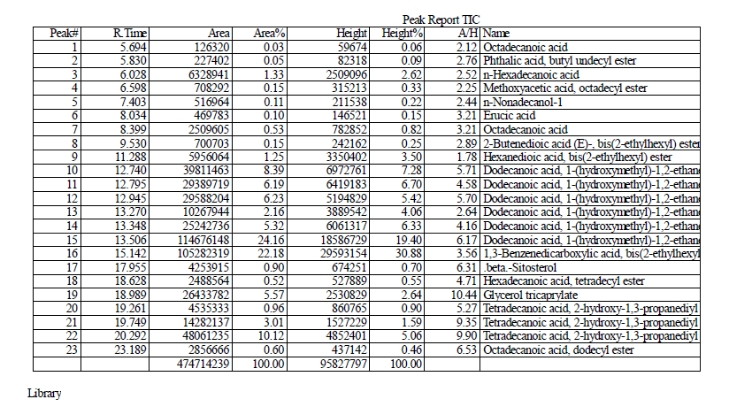 Peak Report TIC
Peak# R.Time Area Area% Height Height% A/H Name
1 5.694 126320 0.03 59674 0.06 2.12 Octadecanoic acid
2 5.830 227402 0.05 82318 0.09 2.76 Phthalic acid, butyl undecyl ester
3 6.028 6328941 1.33 2509096 2.62 2.52 n-Hexadecanoic acid
4 6.598 708292 0.15 315213 0.33 2.25 Methoxyacetic acid, octadecyl ester
5 7.403 516964 0.11 211538 0.22 2.44 n-Nonadecanol-1
6 8.034 469783 0.10 146521 0.15 3.21 Erucic acid
7 8.399 2509605 0.53 782852 0.82 3.21 Octadecanoic acid
8 9.530 700703 0.15 242162 0.25 2.89 2-Butenedioic acid (E)-, bis(2-ethylhexyl) ester
9 11.288 5956064 1.25 3350402 3.50 1.78 Hexanedioic acid, bis(2-ethylhexyl) ester
10 12.740 39811463 8.39 6972761 7.28 5.71 Dodecanoic acid, 1-(hydroxymethyl)-1,2-ethan
11 12.795 29389719 6.19 6419183 6.70 4.58 Dodecanoic acid, 1-(hydroxymethyl)-1,2-ethan
12 12.945 29588204 6.23 5194829 5.42 5.70 Dodecanoic acid, 1-(hydroxymethyl)-1,2-ethan
13 13.270 10267944 2.16 3889542 4.06 2.64 Dodecanoic acid, 1-(hydroxymethyl)-1,2-ethan
14 13.348 25242736 5.32 6061317 6.33 4.16 Dodecanoic acid, 1-(hydroxymethyl)-1,2-ethan
15 13.506 114676148 24.16 18586729 19.40 6.17 Dodecanoic acid, 1-(hydroxymethyl)-1,2-ethan
16 15.142 105282319 22.18 29593154 30.88 3.56 1,3-Benzenedicarboxylic acid, bis(2-ethylhexyl
17 17.955 4253915 0.90 674251 0.70 6.31 .beta.-Sitosterol
18 18.628 2488564 0.52 527889 0.55 4.71 Hexadecanoic acid, tetradecyl ester
19 18.989 26433782 5.57 2530829 2.64 10.44 Glycerol tricaprylate
20 19.261 4535333 0.96 860765 0.90 5.27 Tetradecanoic acid, 2-hydroxy-1,3-propanediyl
21 19.749 14282137 3.01 1527229 1.59 9.35 Tetradecanoic acid, 2-hydroxy-1,3-propanediyl
22 20.292 48061235 10.12 4852401 5.06 9.90 Tetradecanoic acid, 2-hydroxy-1,3-propanediyl
23 23.189 2856666 0.60 437142 0.46 6.53 Octadecanoic acid, dodecyl ester
474714239 100.00 95827797 100.00
Library